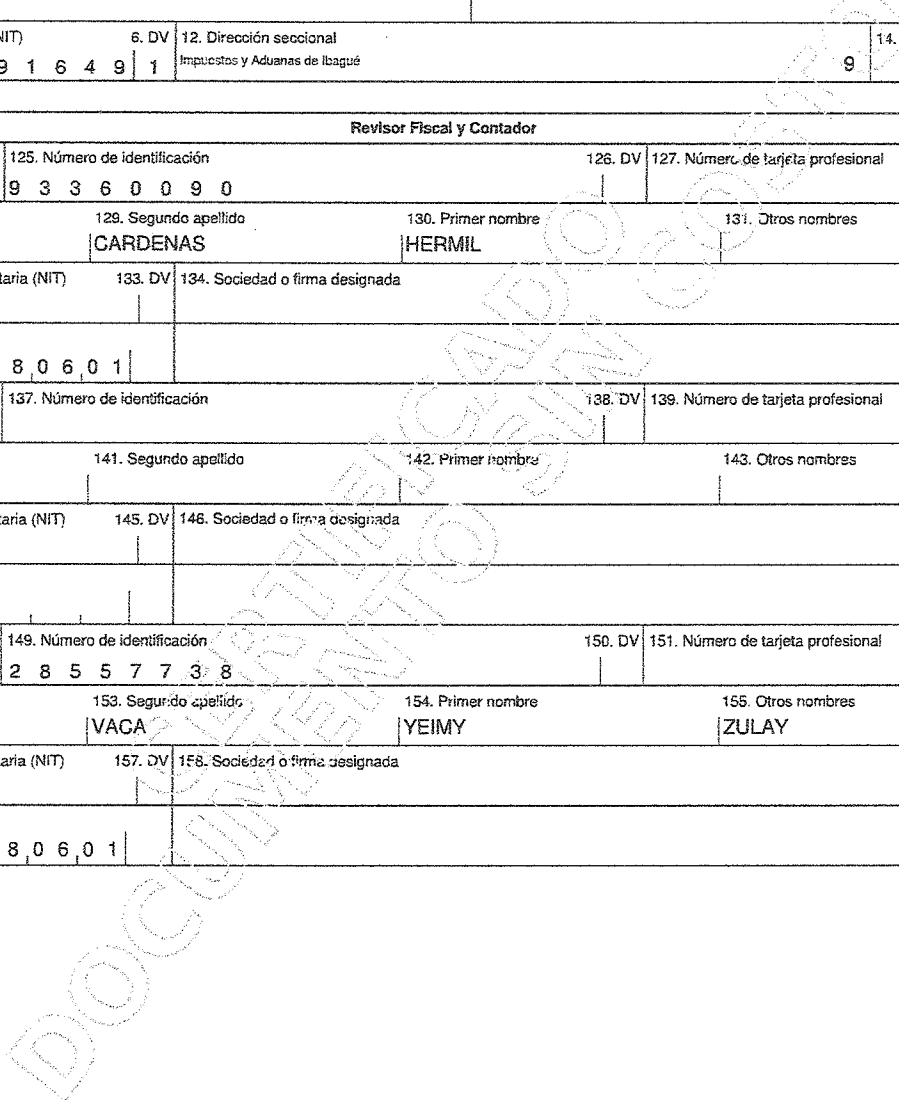 NIT) 6. DV 12. Dirección seccional 14.
9 1 6 4 9 1 Impuestos y Aduanas de Ibagué 9
Revisor Fiscal y Contador
125. Número de identificación 126. DV 127. Número de tarjeta profesional
9 3 3 6 0 0 9 0
129. Segundo apellido 130. Primer nombre 131. Otros nombres
CARDENAS HERMIL
taria (NIT) 133. DV 134. Sociedad o firma designada
8 0 6 0 1
137. Número de identificación 138. DV 139. Número de tarjeta profesional
141. Segundo apellido 142. Primer nombre 143. Otros nombres
taria (NIT) 145. DV 146. Sociedad o firma designada
149. Número de identificación 150. DV 151. Número de tarjeta profesional
2 8 5 5 7 7 3 8
153. Segundo apellido 154. Primer nombre 155. Otros nombres
VACA YEIMY ZULAY
taria (NIT) 157. DV 158. Sociedad o firma designada
8 0 6 0 1
CERTIFICADO
DOCUMENTO SIN COSTO